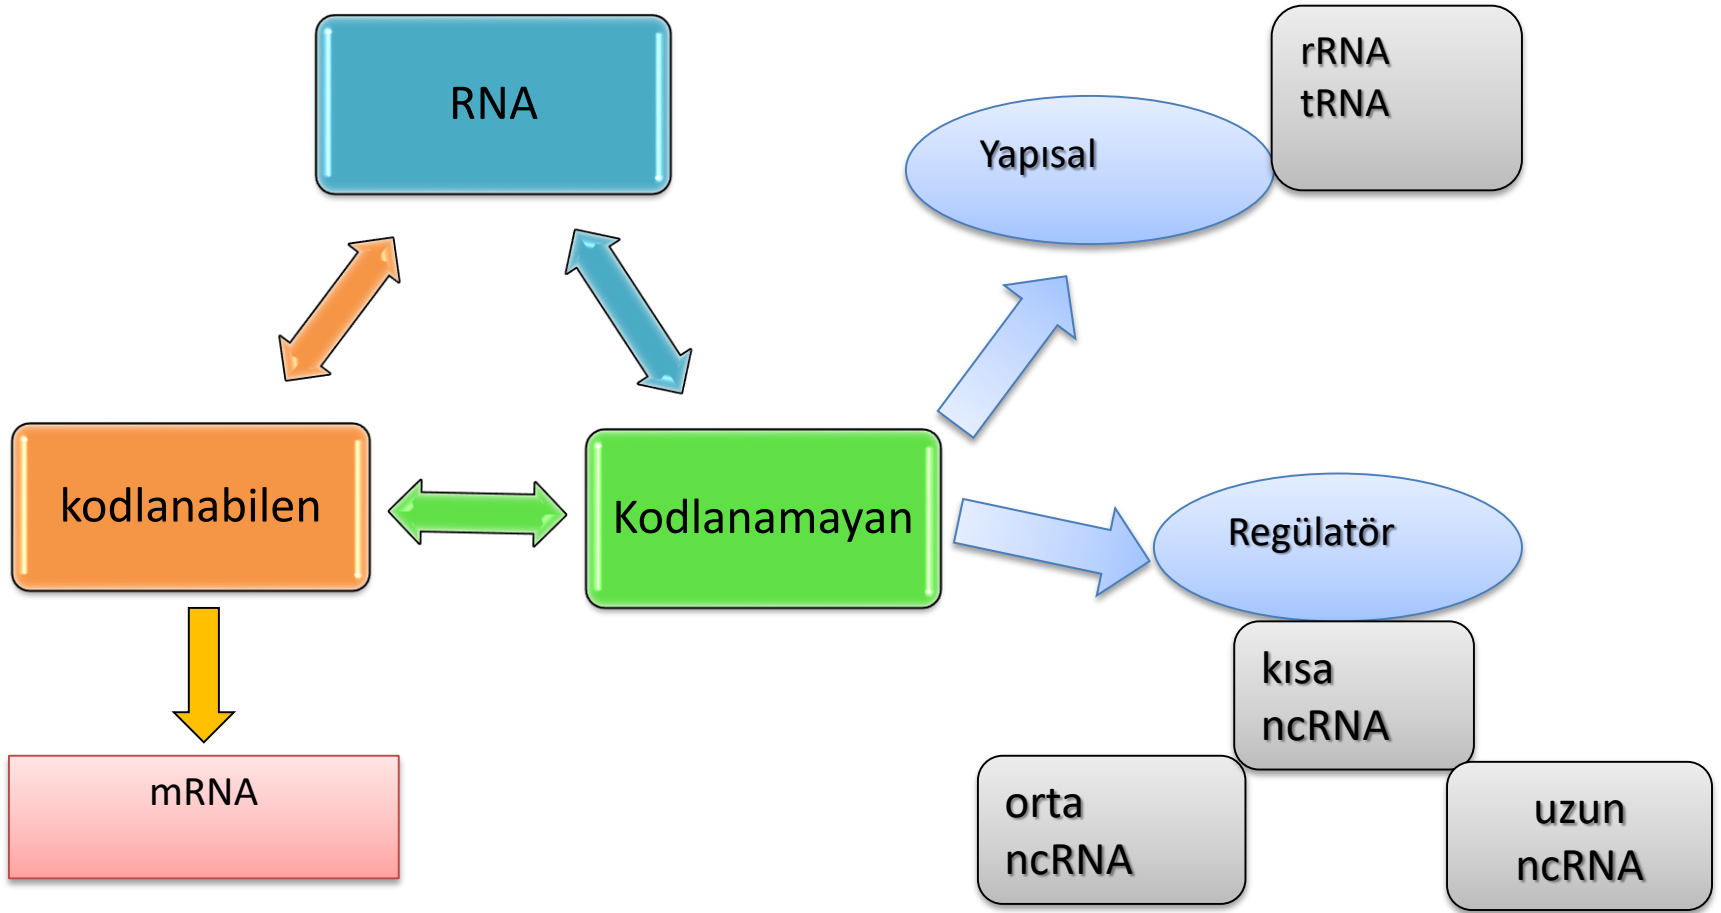 RNA
rRNA
tRNA
Yapısal
kodlanabilen
Kodlanamayan
Regülatör
mRNA
kısa
ncRNA
orta
ncRNA
uzun
ncRNA